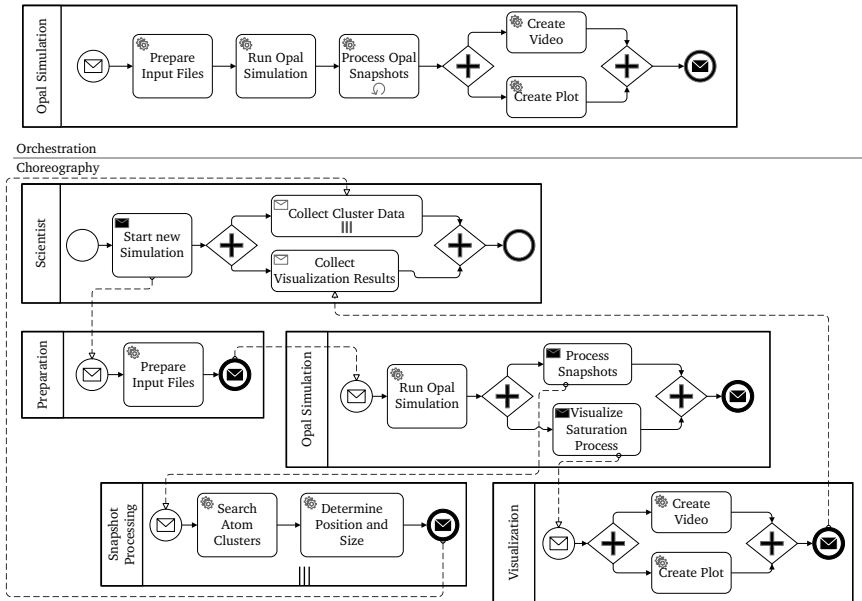 Opal Simulation
Prepare
Input Files
Run Opal
Simulation
Process Opal
Snapshots
Create
Video
Create Plot
Orchestration
Choreography
Scientist
Start new
Simulation
Collect Cluster Data
Collect
Visualization Results
Preparation
Prepare
Input Files
Opal Simulation
Run Opal
Simulation
Process
Snapshots
Visualize
Saturation
Process
Snapshot
Processing
Search
Atom
Clusters
Determine
Position and
Size
Visualization
Create
Video
Create Plot